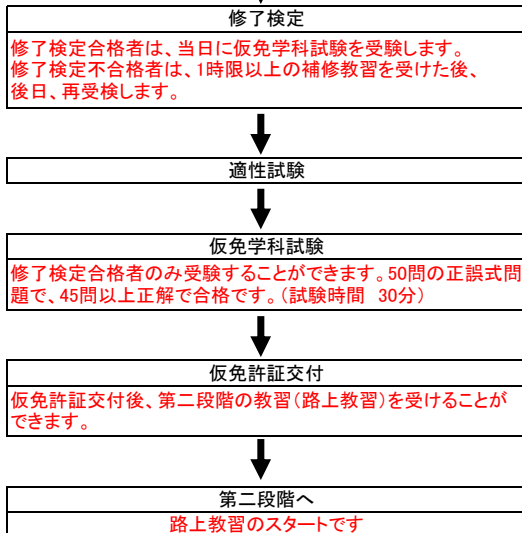 修了検定
修了検定合格者は、当日に仮免学科試験を受験します。
修了検定不合格者は、1時限以上の補修教習を受けた後、
後日、再受検します。
適性試験
仮免学科試験
修了検定合格者のみ受験することができます。50問の正誤式問
題で、45問以上正解で合格です。(試験時間　30分)
仮免許証交付
仮免許証交付後、第二段階の教習(路上教習)を受けることが
できます。
第二段階へ
路上教習のスタートです